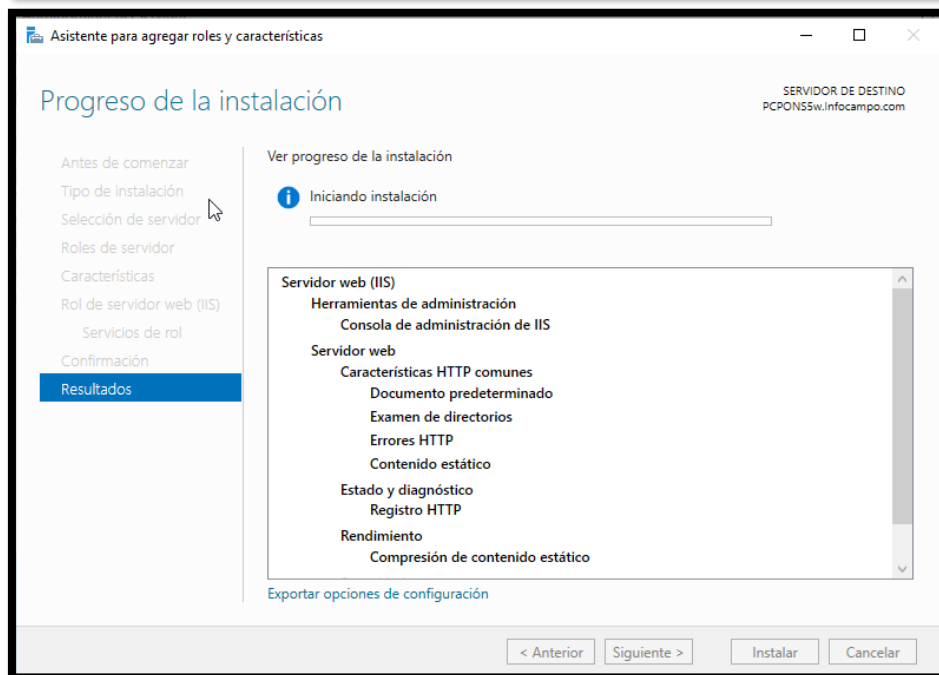 Asistente para agregar roles y características
Progreso de la instalación
SERVIDOR DE DESTINO
PCPONS5w.Infocampo.com
Antes de comenzar
Tipo de instalación
Selección de servidor
Roles de servidor
Características
Rol de servidor web (IIS)
Servicios de rol
Confirmación
Resultados
Ver progreso de la instalación
Iniciando instalación
Servidor web (IIS)
Herramientas de administración
Consola de administración de IIS
Servidor web
Características HTTP comunes
Documento predeterminado
Examen de directorios
Errores HTTP
Contenido estático
Estado y diagnóstico
Registro HTTP
Rendimiento
Compresión de contenido estático
Exportar opciones de configuración
< Anterior
Siguiente >
Instalar
Cancelar